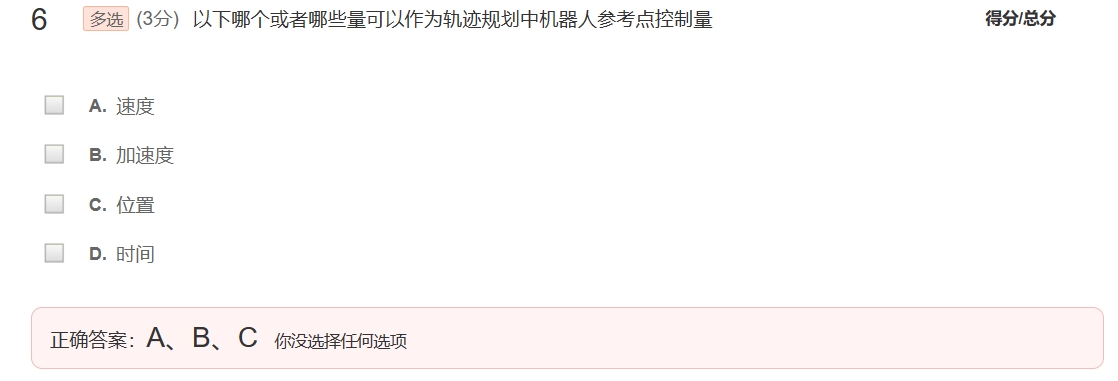 6 多选 (3分) 以下哪个或者哪些量可以作为轨迹规划中机器人参考点控制量 得分/总分
A. 速度
B. 加速度
C. 位置
D. 时间
正确答案：A、B、C 你没选择任何选项